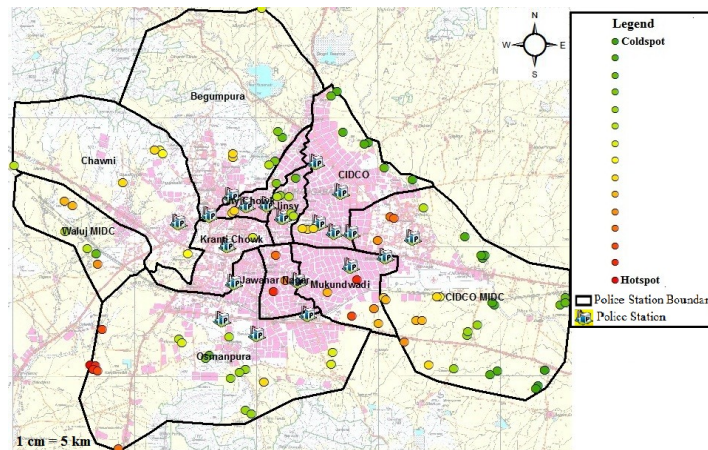 N
W
E
S
Legend
Coldspot
Hotspot
Police Station Boundar
Police Station
Begumpura
Chawni
CIDCO
City Chowk
Jinsy
Waluj MIDC
Kranti Chowk
Jawahar Nagar
Mukundwadi
CIDCO MIDC
Osmanpura
1 cm = 5 km